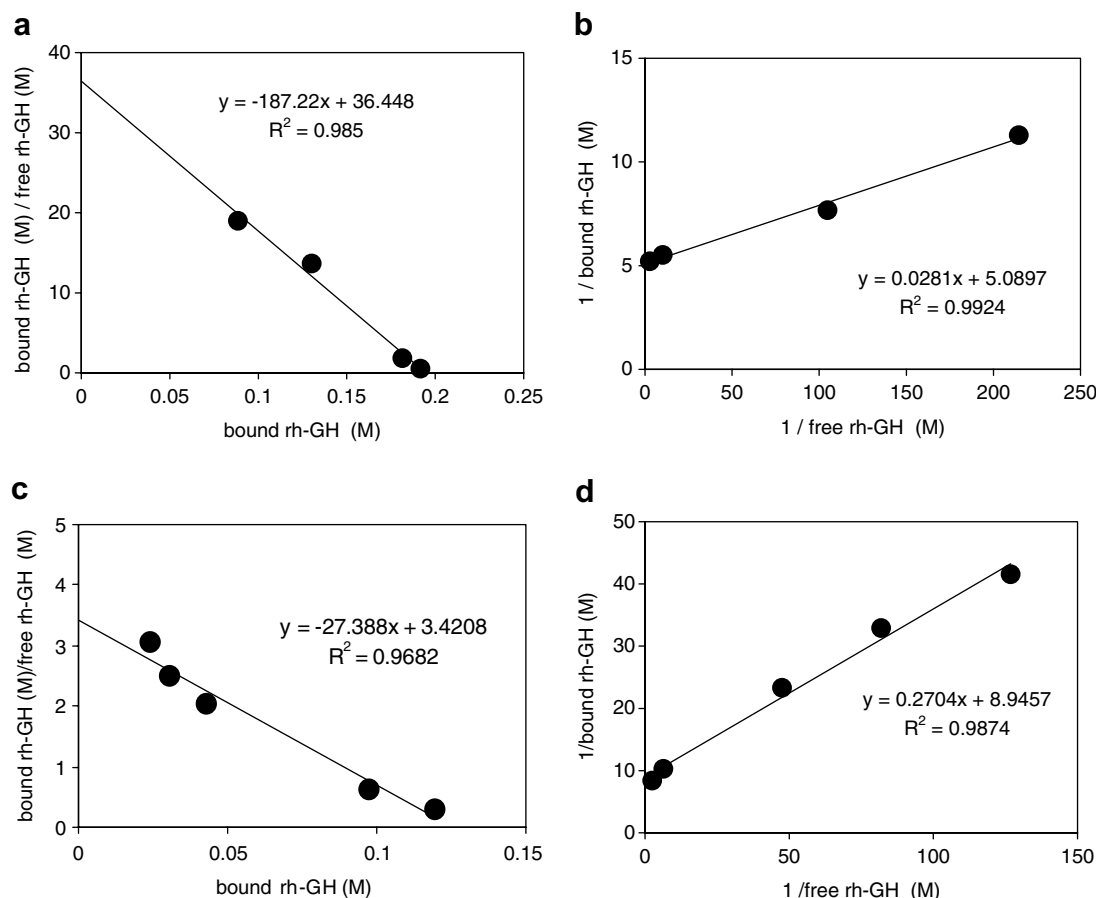 a
bound rh-GH (M) / free rh-GH (M)
40
30
20
10
0
y = -187.22x + 36.448
R² = 0.985
0 0.05 0.1 0.15 0.2 0.25
bound rh-GH (M)
b
1 / bound rh-GH (M)
15
10
5
0
y = 0.0281x + 5.0897
R² = 0.9924
0 50 100 150 200 250
1 / free rh-GH (M)
c
bound rh-GH (M)/free rh-GH (M)
5
4
3
2
1
0
y = -27.388x + 3.4208
R² = 0.9682
0 0.05 0.1 0.15
bound rh-GH (M)
d
1/bound rh-GH (M)
50
40
30
20
10
0
y = 0.2704x + 8.9457
R² = 0.9874
0 50 100 150
1 /free rh-GH (M)